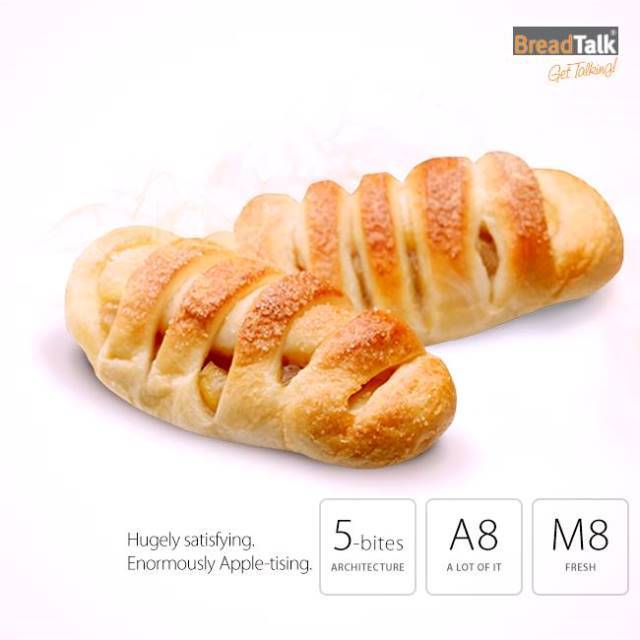 BreadTalk®
Get Talking!
Hugely satisfying.
Enormously Apple-tising.
5-bites
ARCHITECTURE
A8
A LOT OF IT
M8
FRESH